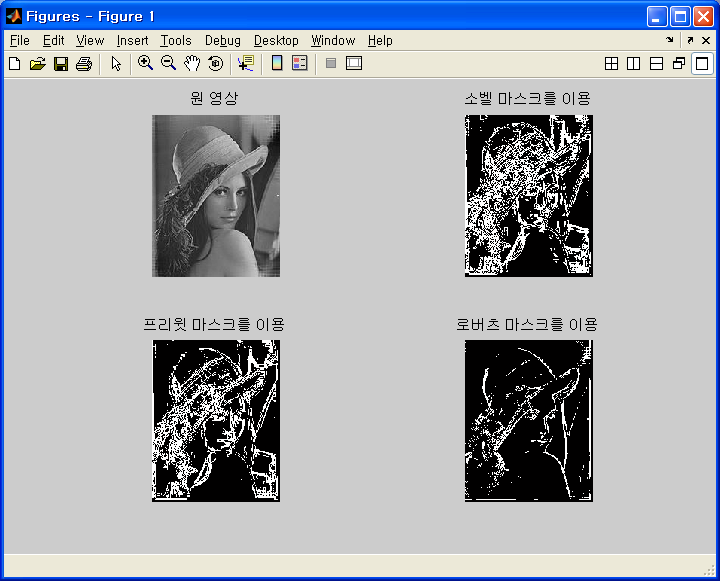 Figures - Figure 1
File Edit View Insert Tools Debug Desktop Window Help
원 영상
소벨 마스크를 이용
프리윗 마스크를 이용
로버츠 마스크를 이용